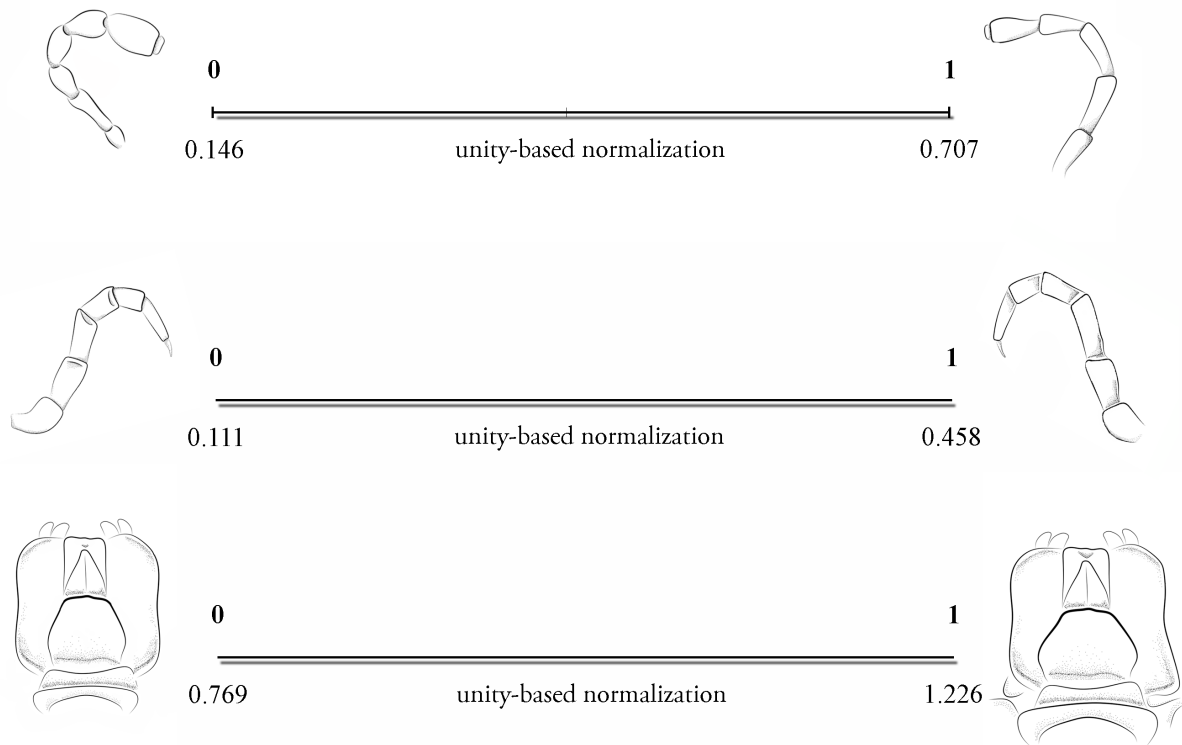 0 1
0.146 unity-based normalization 0.707
0 1
0.111 unity-based normalization 0.458
0 1
0.769 unity-based normalization 1.226